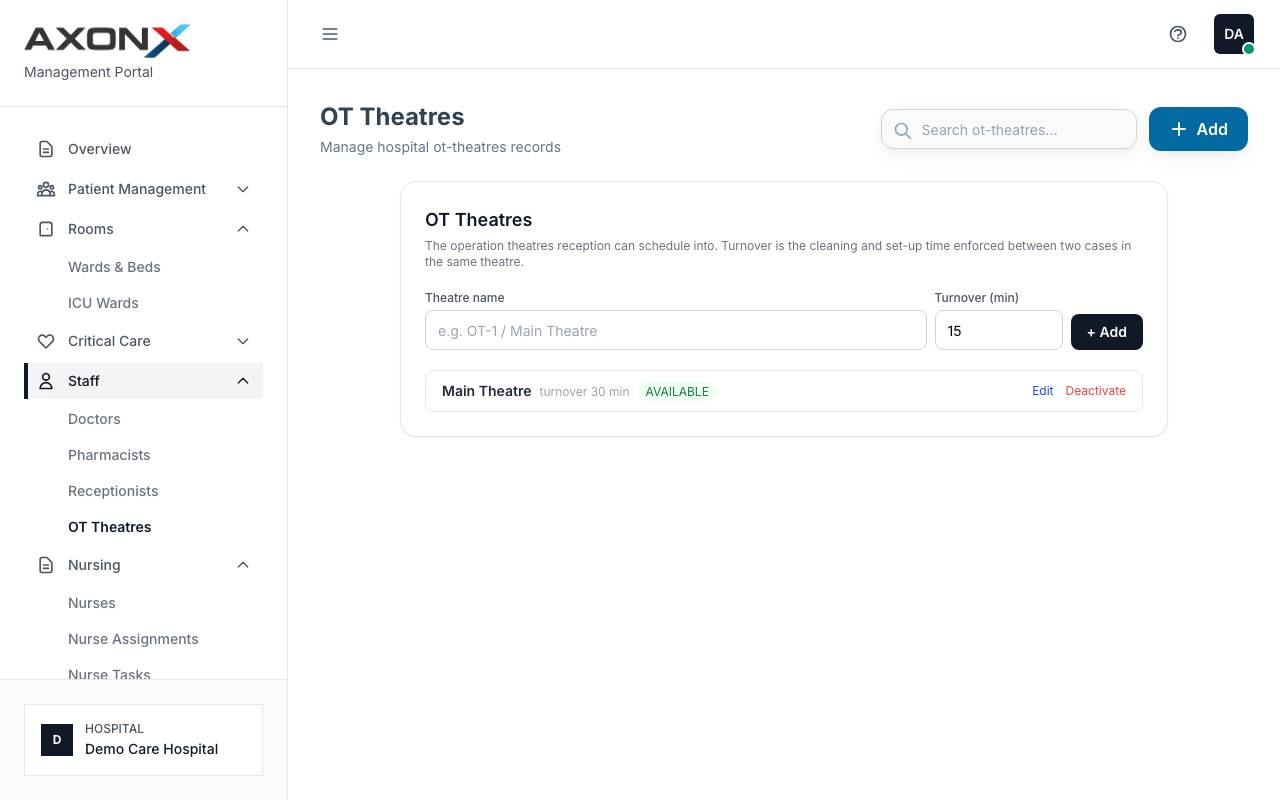 AXONX
Management Portal
DA
Overview
Patient Management
Rooms
Wards & Beds
ICU Wards
Critical Care
Staff
Doctors
Pharmacists
Receptionists
OT Theatres
Nursing
Nurses
Nurse Assignments
Nurse Tasks
D
HOSPITAL
Demo Care Hospital
OT Theatres
Manage hospital ot-theatres records
Search ot-theatres...
Add
OT Theatres
The operation theatres reception can schedule into. Turnover is the cleaning and set-up time enforced between two cases in
the same theatre.
Theatre name
Turnover (min)
e.g. OT-1 / Main Theatre
15
+ Add
Main Theatre turnover 30 min AVAILABLE
Edit Deactivate